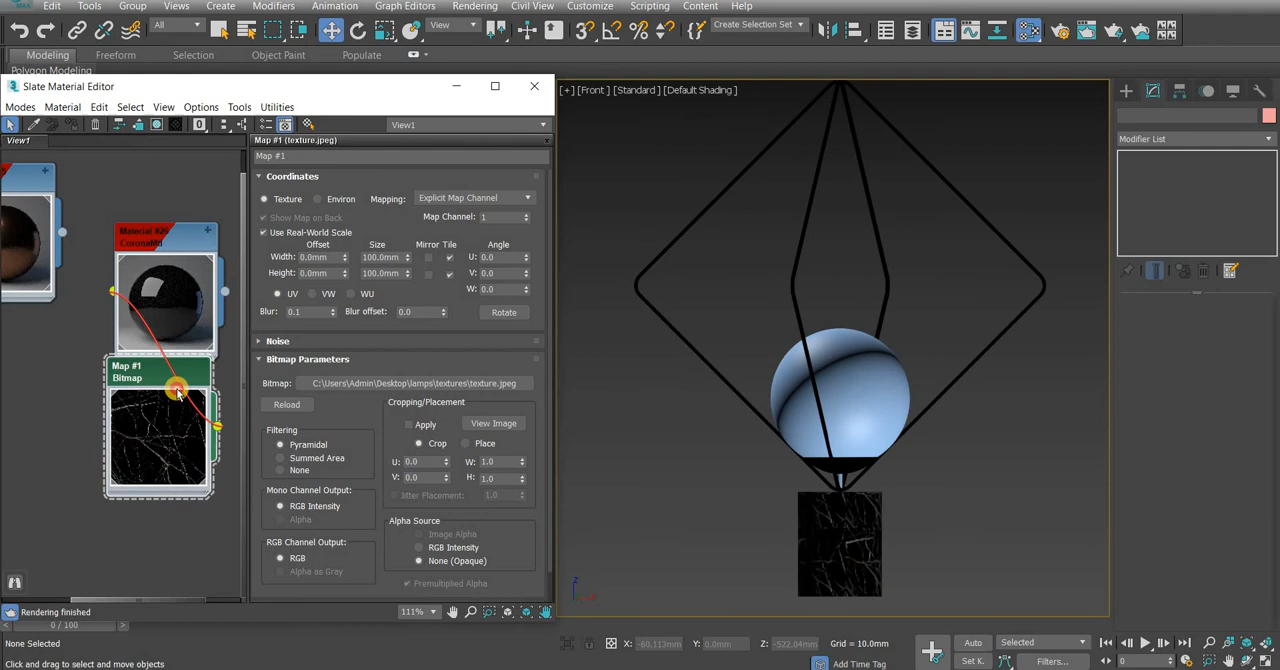 Edit Tools Group Views Create Modifiers Animation Graph Editors Rendering Civil View Customize Scripting Content Help
All
View
Create Selection Set
Modeling Freeform Selection Object Paint Populate
Polygon Modeling
Slate Material Editor
Modes Material Edit Select View Options Tools Utilities
View1
View1
Map #1 (texture.jpeg)
Map #1
Material #26
CoronaMtl
Map #1
Bitmap
Coordinates
Texture Environ Mapping: Explicit Map Channel
Show Map on Back Map Channel: 1
Use Real-World Scale
Offset Size Mirror Tile Angle
Width: 0.0mm 100.0mm U: 0.0
Height: 0.0mm 100.0mm V: 0.0
W: 0.0
UV VW WU
Blur: 0.1 Blur offset: 0.0 Rotate
Noise
Bitmap Parameters
Bitmap: C:\Users\Admin\Desktop\lamps\textures\texture.jpeg
Reload
Cropping/Placement
Apply View Image
Crop Place
U: 0.0 W: 1.0
V: 0.0 H: 1.0
Jitter Placement: 1.0
Filtering
Pyramidal
Summed Area
None
Mono Channel Output:
RGB Intensity
Alpha
RGB Channel Output:
RGB
Alpha as Gray
Alpha Source
Image Alpha
RGB Intensity
None (Opaque)
Premultiplied Alpha
Rendering finished
111%
[+] [Front ] [Standard ] [Default Shading ]
Modifier List
0 / 100
None Selected
Click and drag to select and move objects
X: -60.113mm Y: 0.0mm Z: -522.04mm Grid = 10.0mm
Add Time Tag
Auto Selected
Set K. Filters...
0